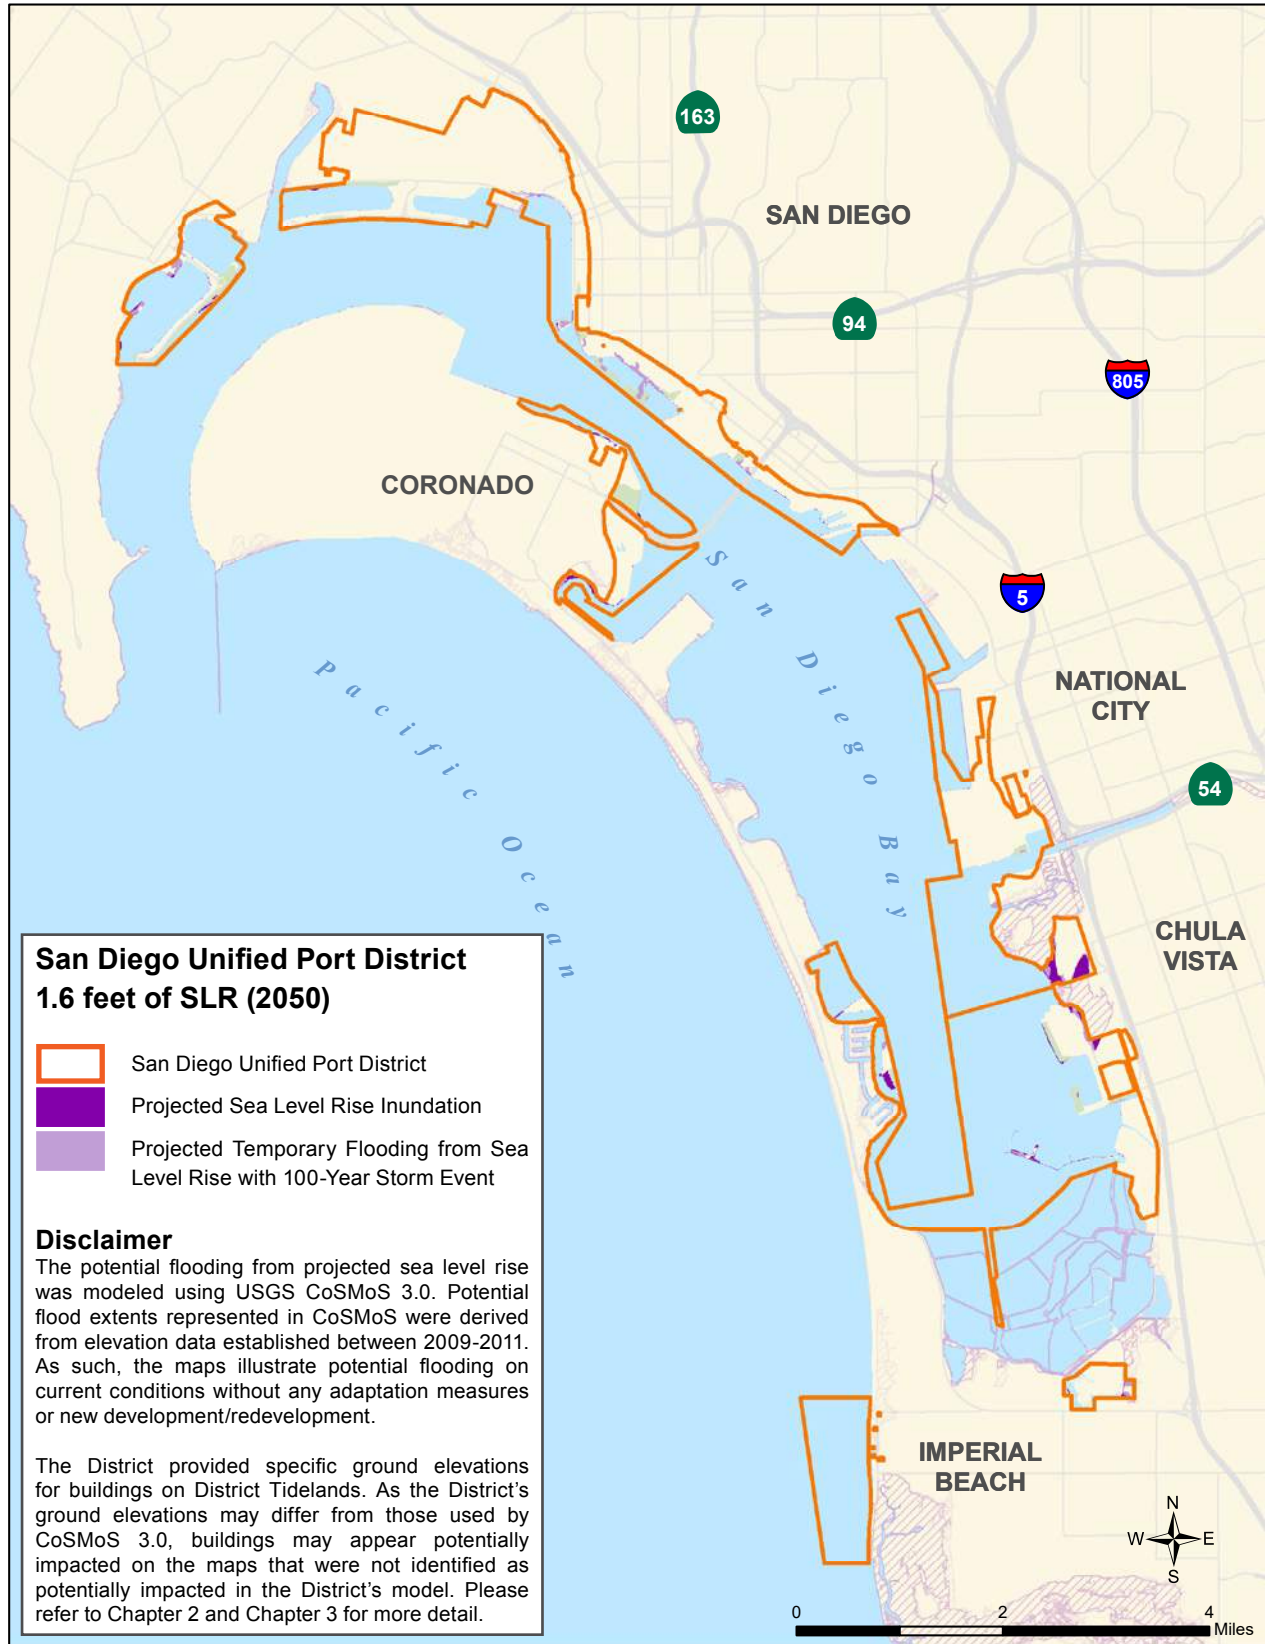 163
SAN DIEGO
94
805
CORONADO
San Diego Bay
5
Pacific Ocean
NATIONAL
CITY
54
CHULA
VISTA
San Diego Unified Port District
1.6 feet of SLR (2050)
San Diego Unified Port District
Projected Sea Level Rise Inundation
Projected Temporary Flooding from Sea
Level Rise with 100-Year Storm Event
Disclaimer
The potential flooding from projected sea level rise
was modeled using USGS CoSMoS 3.0. Potential
flood extents represented in CoSMoS were derived
from elevation data established between 2009-2011.
As such, the maps illustrate potential flooding on
current conditions without any adaptation measures
or new development/redevelopment.
The District provided specific ground elevations
for buildings on District Tidelands. As the District's
ground elevations may differ from those used by
CoSMoS 3.0, buildings may appear potentially
impacted on the maps that were not identified as
potentially impacted in the District's model. Please
refer to Chapter 2 and Chapter 3 for more detail.
IMPERIAL
BEACH
N
W E
S
0 2 4
Miles